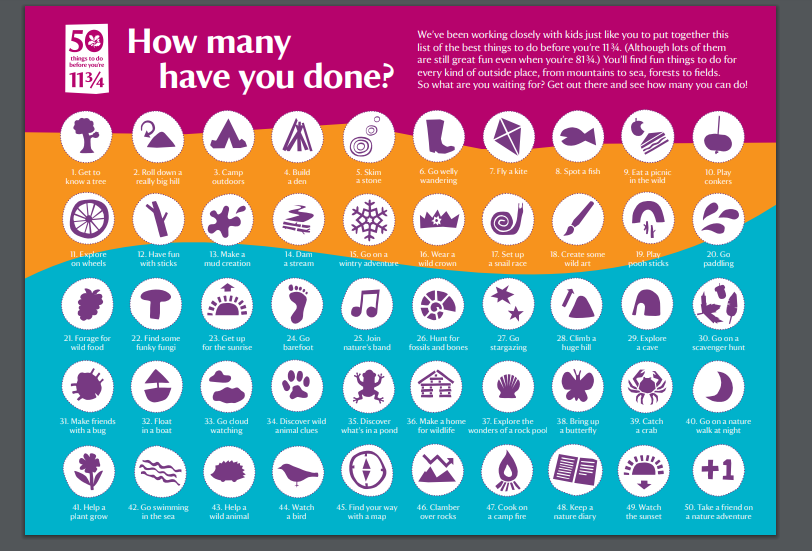 50
things to do
before you're
11¾
How many
have you done?
We've been working closely with kids just like you to put together this
list of the best things to do before you're 11¾. (Although lots of them
are still great fun even when you're 81¾.) You'll find fun things to do for
every kind of outside place, from mountains to sea, forests to fields.
So what are you waiting for? Get out there and see how many you can do!
1. Get to
know a tree
2. Roll down a
really big hill
3. Camp
outdoors
4. Build
a den
5. Skim
a stone
6. Go welly
wandering
7. Fly a kite
8. Spot a fish
9. Eat a picnic
in the wild
10. Play
conkers
11. Explore
on wheels
12. Have fun
with sticks
13. Make a
mud creation
14. Dam
a stream
15. Go on a
wintry adventure
16. Wear a
wild crown
17. Set up
a snail race
18. Create some
wild art
19. Play
pooh sticks
20. Go
paddling
21. Forage for
wild food
22. Find some
funky fungi
23. Get up
for the sunrise
24. Go
barefoot
25. Join
nature's band
26. Hunt for
fossils and bones
27. Go
stargazing
28. Climb a
huge hill
29. Explore
a cave
30. Go on a
scavenger hunt
31. Make friends
with a bug
32. Float
in a boat
33. Go cloud
watching
34. Discover wild
animal clues
35. Discover
what's in a pond
36. Make a home
for wildlife
37. Explore the
wonders of a rock pool
38. Bring up
a butterfly
39. Catch
a crab
40. Go on a nature
walk at night
41. Help a
plant grow
42. Go swimming
in the sea
43. Help a
wild animal
44. Watch
a bird
45. Find your way
with a map
46. Clamber
over rocks
47. Cook on
a camp fire
48. Keep a
nature diary
49. Watch
the sunset
+1
50. Take a friend on
a nature adventure